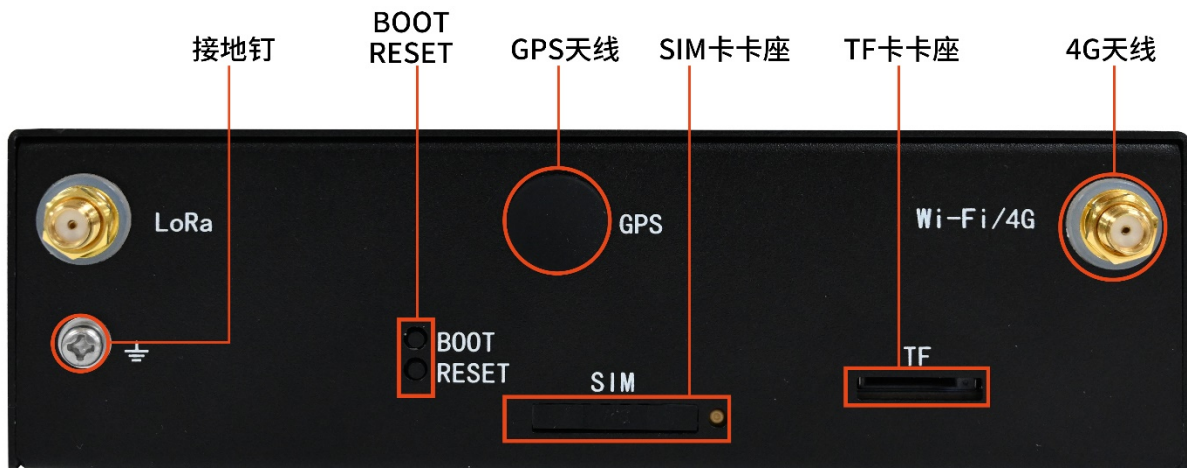 BOOT
RESET
接地钉
GPS天线
SIM卡卡座
TF卡卡座
4G天线
LoRa
GPS
Wi-Fi/4G
BOOT
RESET
SIM
TF